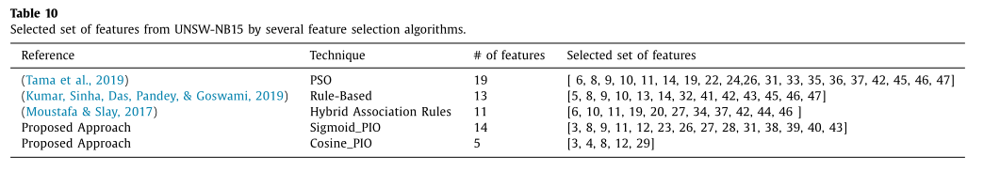 Table 10
Selected set of features from UNSW-NB15 by several feature selection algorithms.
Reference Technique # of features Selected set of features
(Tama et al., 2019) PSO 19 [ 6, 8, 9, 10, 11, 14, 19, 22, 24,26, 31, 33, 35, 36, 37, 42, 45, 46, 47]
(Kumar, Sinha, Das, Pandey, & Goswami, 2019) Rule-Based 13 [5, 8, 9, 10, 13, 14, 32, 41, 42, 43, 45, 46, 47]
(Moustafa & Slay, 2017) Hybrid Association Rules 11 [6, 10, 11, 19, 20, 27, 34, 37, 42, 44, 46 ]
Proposed Approach Sigmoid_PIO 14 [3, 8, 9, 11, 12, 23, 26, 27, 28, 31, 38, 39, 40, 43]
Proposed Approach Cosine_PIO 5 [3, 4, 8, 12, 29]